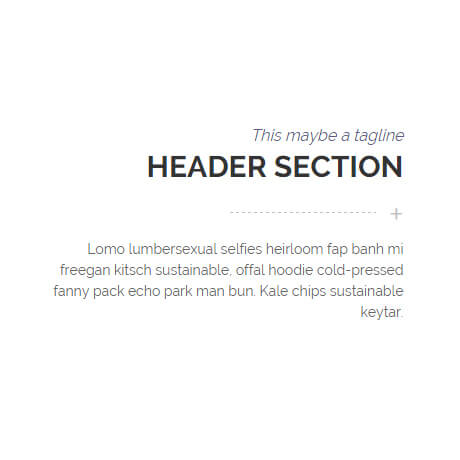 This maybe a tagline
HEADER SECTION
Lomo lumbersexual selfies heirloom fap banh mi
freegan kitsch sustainable, offal hoodie cold-pressed
fanny pack echo park man bun. Kale chips sustainable
keytar.